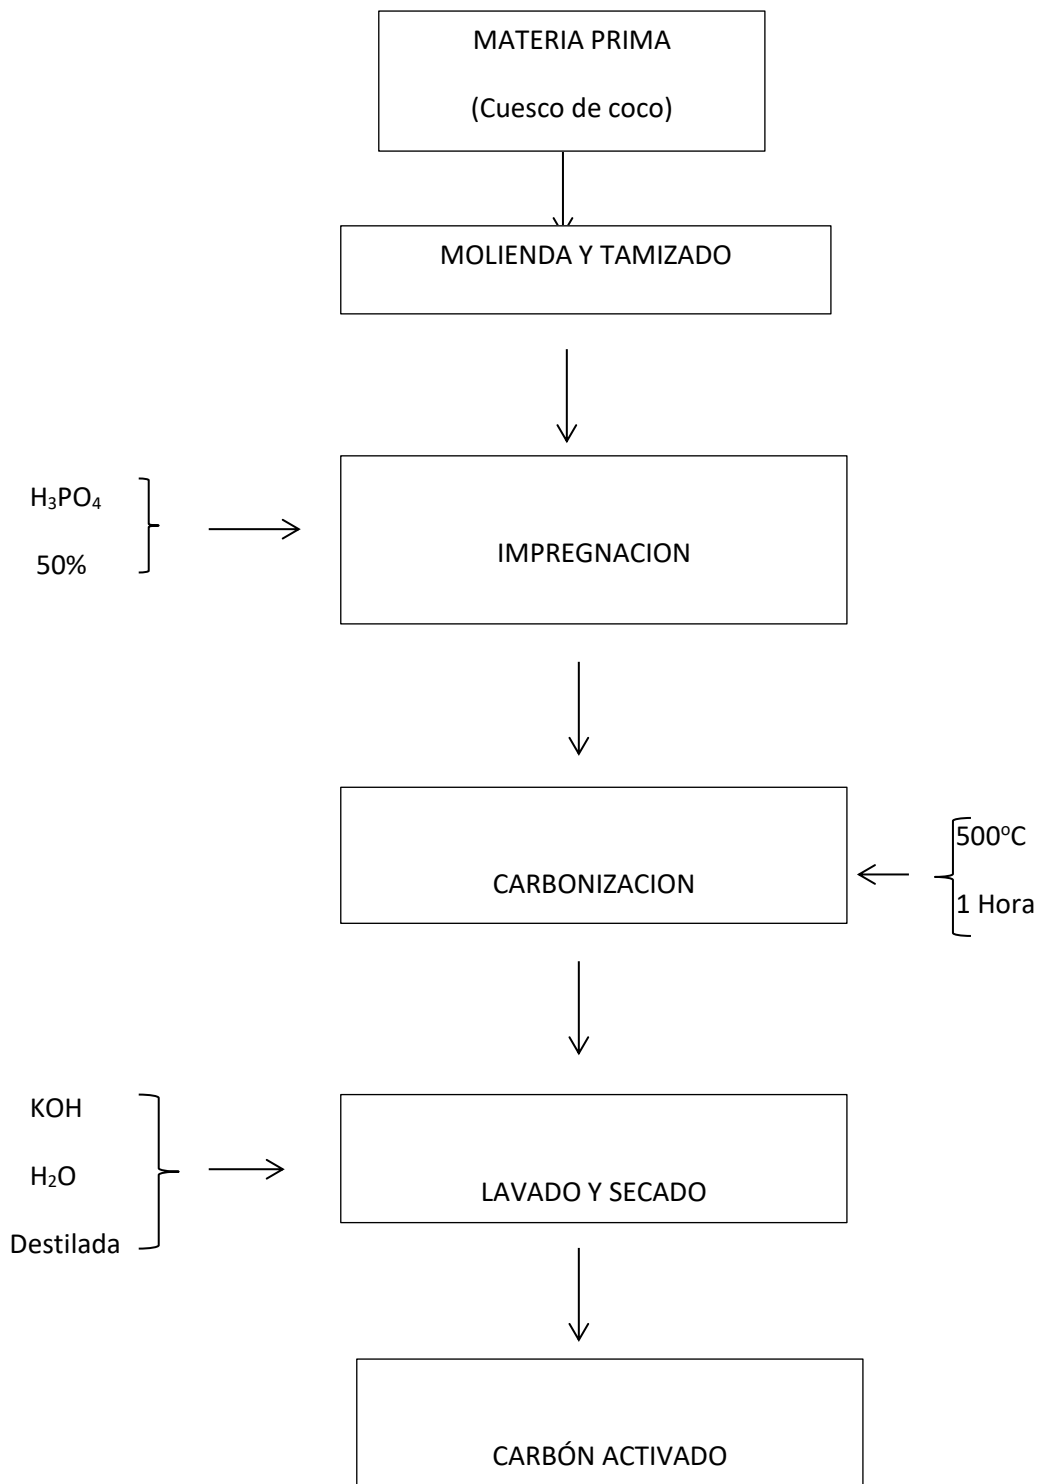 MATERIA PRIMA
(Cuesco de coco)
MOLIENDA Y TAMIZADO
H₃PO₄
50%
IMPREGNACION
CARBONIZACION
500ºC
1 Hora
KOH
H₂O
Destilada
LAVADO Y SECADO
CARBÓN ACTIVADO